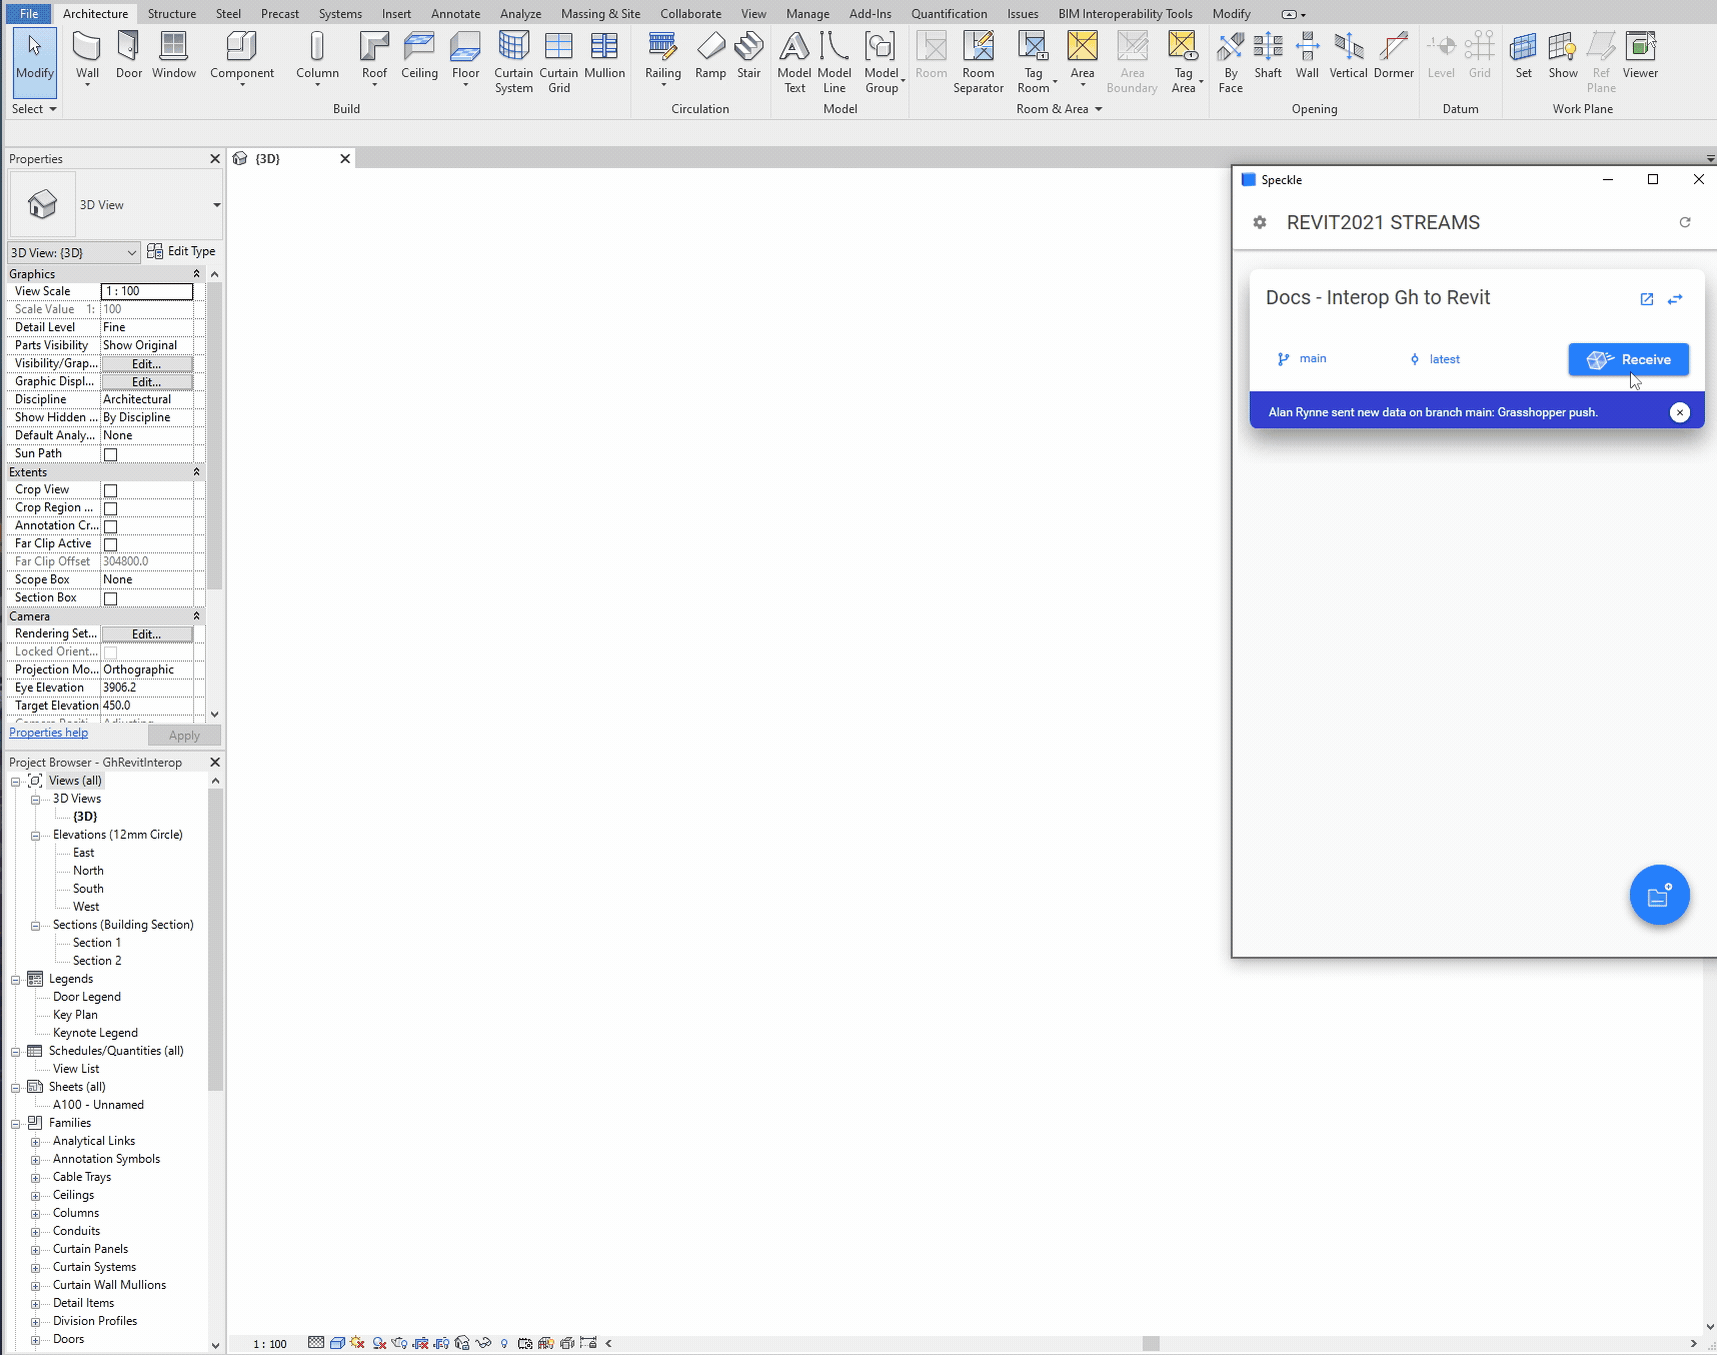 File Architecture Structure Steel Precast Systems Insert Annotate Analyze Massing & Site Collaborate View Manage Add-Ins Quantification Issues BIM Interoperability Tools Modify
Modify Wall Door Window Component Column Roof Ceiling Floor Curtain System Curtain Grid Mullion Railing Ramp Stair Model Text Model Line Model Group Room Room Separator Tag Room Area Area Boundary Tag Area By Face Shaft Wall Vertical Dormer Level Grid Set Show Ref Plane Viewer
Select Build Circulation Model Room & Area Opening Datum Work Plane
Properties
{3D}
3D View
3D View: {3D} Edit Type
Graphics
View Scale 1 : 100
Scale Value 1: 100
Detail Level Fine
Parts Visibility Show Original
Visibility/Grap... Edit...
Graphic Displ... Edit...
Discipline Architectural
Show Hidden ... By Discipline
Default Analy... None
Sun Path
Extents
Crop View
Crop Region ...
Annotation Cr...
Far Clip Active
Far Clip Offset 304800.0
Scope Box None
Section Box
Camera
Rendering Set... Edit...
Locked Orient...
Projection Mo... Orthographic
Eye Elevation 3906.2
Target Elevation 450.0
Properties help Apply
Project Browser - GhRevitInterop
Views (all)
3D Views
{3D}
Elevations (12mm Circle)
East
North
South
West
Sections (Building Section)
Section 1
Section 2
Legends
Door Legend
Key Plan
Keynote Legend
Schedules/Quantities (all)
View List
Sheets (all)
A100 - Unnamed
Families
Analytical Links
Annotation Symbols
Cable Trays
Ceilings
Columns
Conduits
Curtain Panels
Curtain Systems
Curtain Wall Mullions
Detail Items
Division Profiles
Doors
Speckle
REVIT2021 STREAMS
Docs - Interop Gh to Revit
main latest Receive
Alan Rynne sent new data on branch main: Grasshopper push.
1 : 100